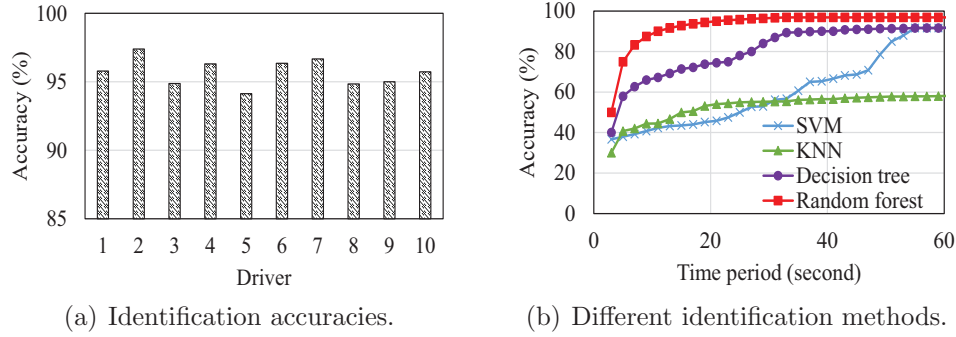 100
95
90
85
Accuracy (%)
1 2 3 4 5 6 7 8 9 10
Driver
(a) Identification accuracies.
100
80
60
40
20
0
Accuracy (%)
SVM
KNN
Decision tree
Random forest
0 20 40 60
Time period (second)
(b) Different identification methods.